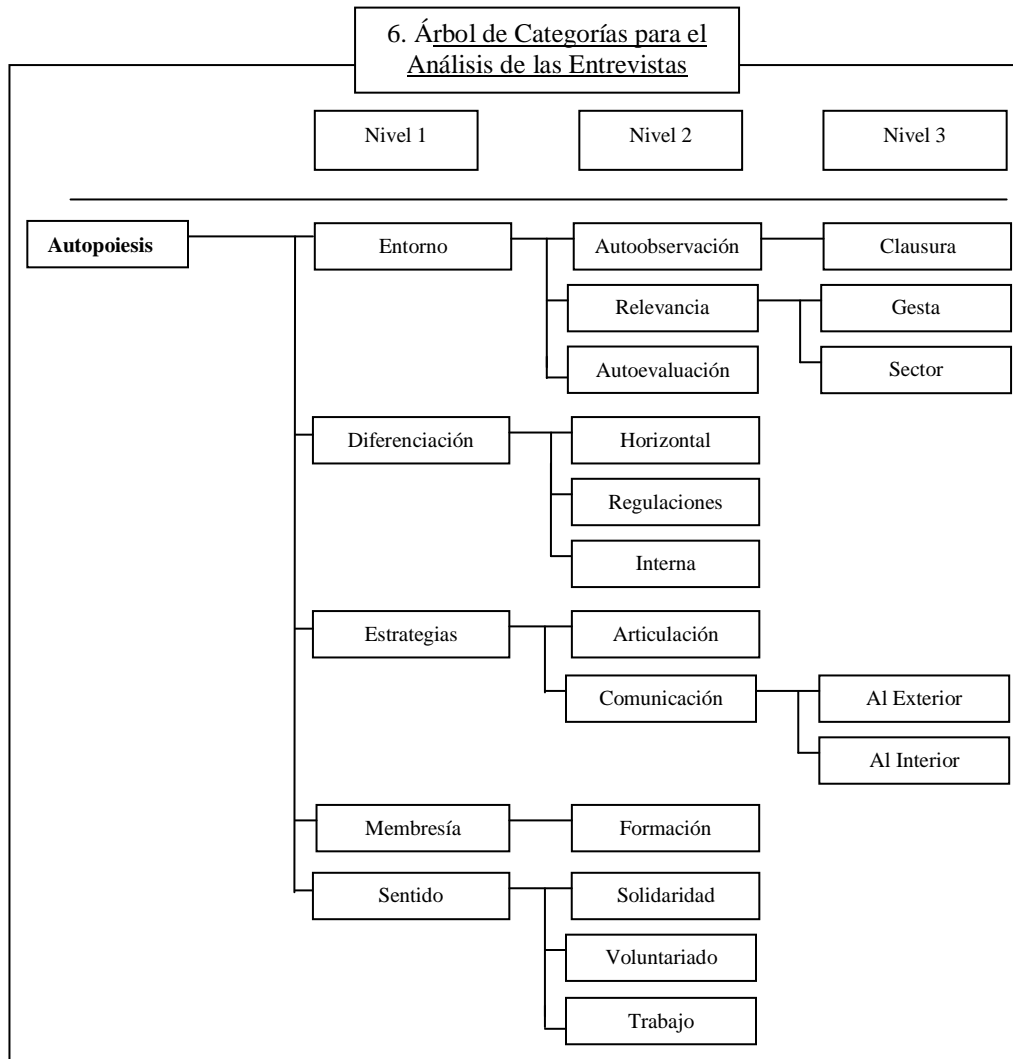 6. Árbol de Categorías para el
Análisis de las Entrevistas
Nivel 1
Nivel 2
Nivel 3
Autopoiesis
Entorno
Autoobservación
Clausura
Relevancia
Gesta
Autoevaluación
Sector
Diferenciación
Horizontal
Regulaciones
Interna
Estrategias
Articulación
Comunicación
Al Exterior
Al Interior
Membresía
Formación
Sentido
Solidaridad
Voluntariado
Trabajo